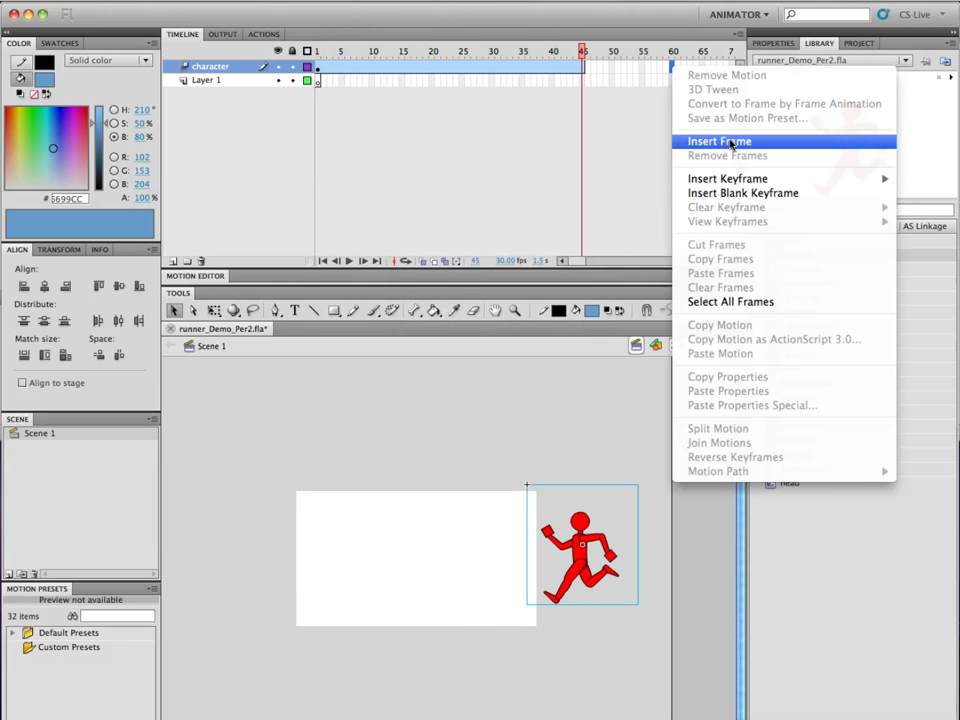 Fl
ANIMATOR
CS Live
COLOR SWATCHES
Solid color
H: 210 °
S: 50 %
B: 80 %
R: 102
G: 153
B: 204
# 6699CC A: 100 %
ALIGN TRANSFORM INFO
Align:
Distribute:
Match size: Space:
Align to stage
SCENE
Scene 1
MOTION PRESETS
Preview not available
32 items
Default Presets
Custom Presets
TIMELINE OUTPUT ACTIONS
1 5 10 15 20 25 30 35 40 45 50 55 60 65 7
character
Layer 1
45 30.00 fps 1.5 s
MOTION EDITOR
TOOLS
runner_Demo_Per2.fla*
Scene 1
PROPERTIES LIBRARY PROJECT
runner_Demo_Per2.fla
AS Linkage
head
Remove Motion
3D Tween
Convert to Frame by Frame Animation
Save as Motion Preset...
Insert Frame
Remove Frames
Insert Keyframe
Insert Blank Keyframe
Clear Keyframe
View Keyframes
Cut Frames
Copy Frames
Paste Frames
Clear Frames
Select All Frames
Copy Motion
Copy Motion as ActionScript 3.0...
Paste Motion
Copy Properties
Paste Properties
Paste Properties Special...
Split Motion
Join Motions
Reverse Keyframes
Motion Path